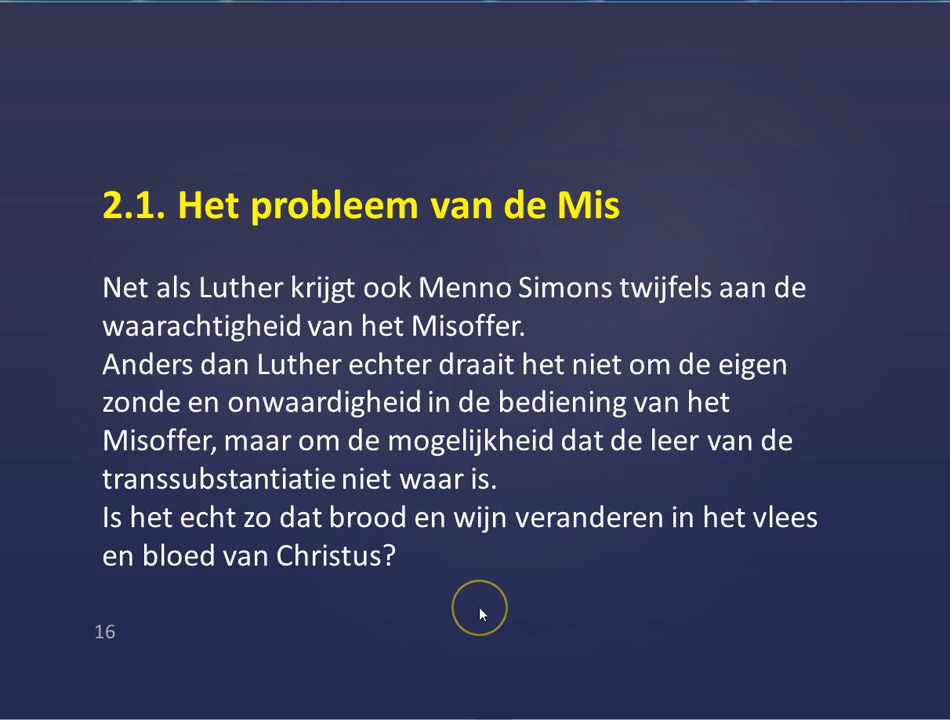 2.1. Het probleem van de Mis
Net als Luther krijgt ook Menno Simons twijfels aan de
waarachtigheid van het Misoffer.
Anders dan Luther echter draait het niet om de eigen
zonde en onwaardigheid in de bediening van het
Misoffer, maar om de mogelijkheid dat de leer van de
transsubstantiatie niet waar is.
Is het echt zo dat brood en wijn veranderen in het vlees
en bloed van Christus?
16